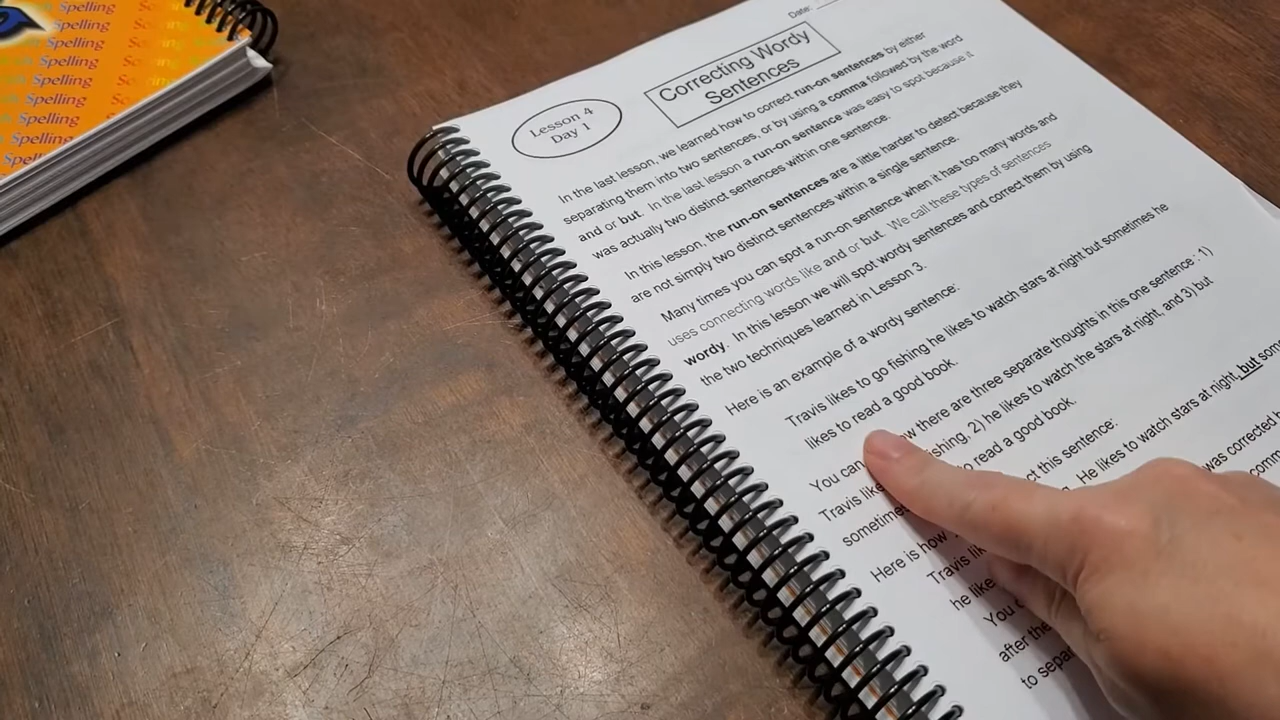 Spelling
Spelling
Spelling
Spelling
Spelling
Spelling
Spelling
Spelling
Date:
Correcting Wordy
Sentences
Lesson 4
Day 1
In the last lesson, we learned how to correct run-on sentences by either
separating them into two sentences, or by using a comma followed by the word
and or but. In the last lesson a run-on sentence was easy to spot because it
was actually two distinct sentences within one sentence.
In this lesson, the run-on sentences are a little harder to detect because they
are not simply two distinct sentences within a single sentence.
Many times you can spot a run-on sentence when it has too many words and
uses connecting words like and or but. We call these types of sentences
wordy. In this lesson we will spot wordy sentences and correct them by using
the two techniques learned in Lesson 3.
Here is an example of a wordy sentence:
Travis likes to go fishing he likes to watch stars at night but sometimes he
likes to read a good book.
You can there are three separate thoughts in this one sentence: 1)
Travis 2) he likes to watch the stars at night, and 3) but
to read a good book.
Here is how this sentence:
Travis He likes to watch stars at night, but
he like
You was corrected
after the
to